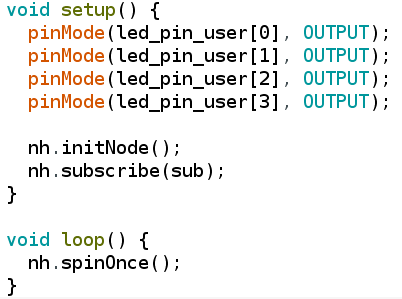 void setup() {
  pinMode(led_pin_user[0], OUTPUT);
  pinMode(led_pin_user[1], OUTPUT);
  pinMode(led_pin_user[2], OUTPUT);
  pinMode(led_pin_user[3], OUTPUT);

  nh.initNode();
  nh.subscribe(sub);
}

void loop() {
  nh.spinOnce();
}